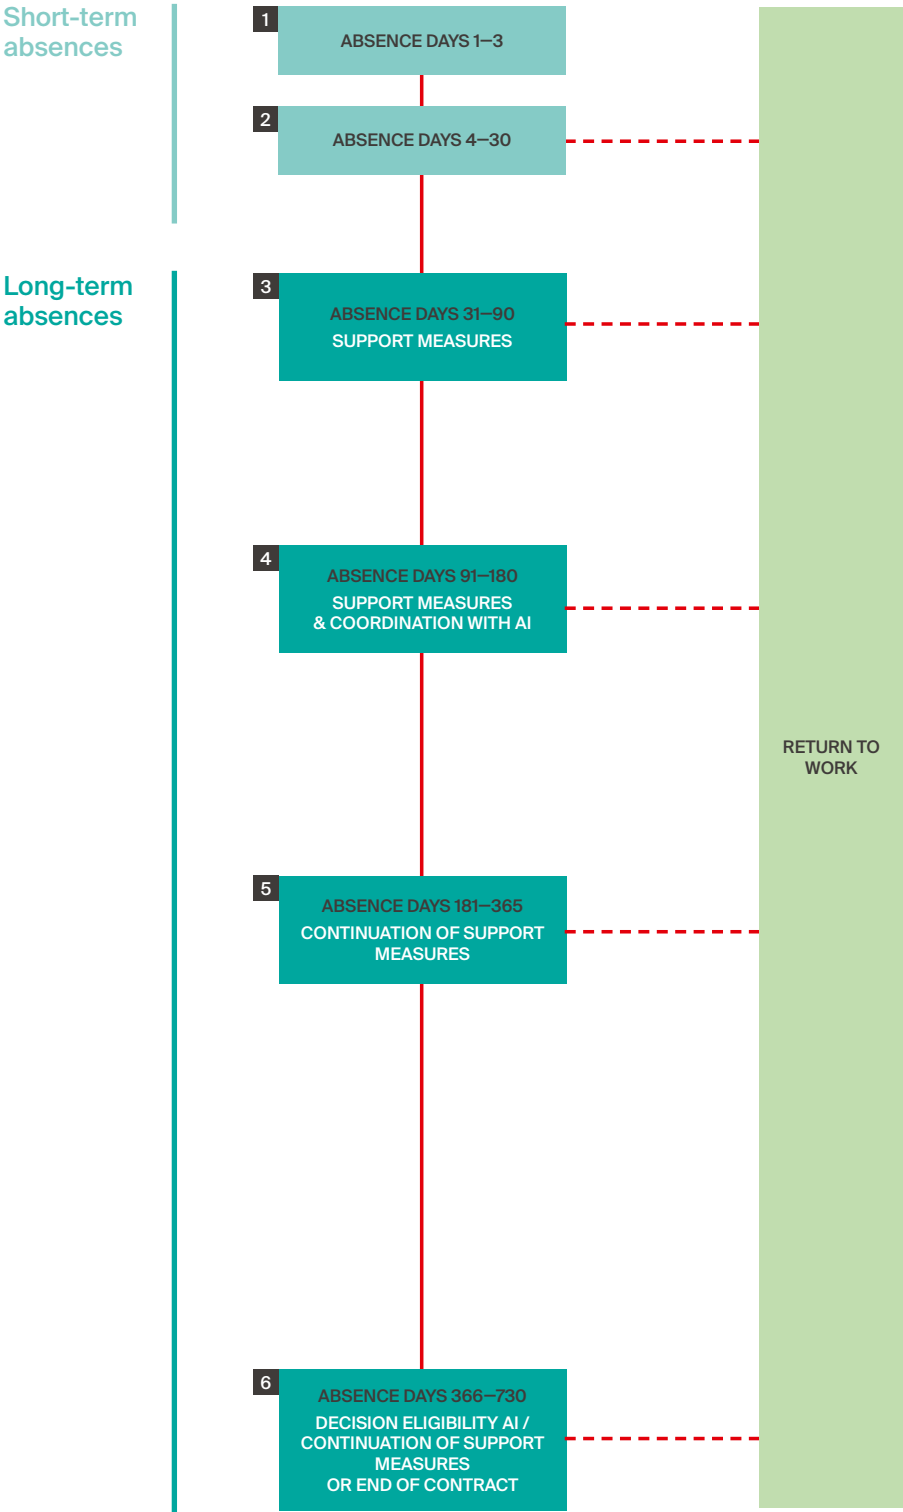 Short-term
absences
1
ABSENCE DAYS 1—3
2
ABSENCE DAYS 4—30
Long-term
absences
3
ABSENCE DAYS 31—90
SUPPORT MEASURES
4
ABSENCE DAYS 91—180
SUPPORT MEASURES
& COORDINATION WITH AI
RETURN TO
WORK
5
ABSENCE DAYS 181—365
CONTINUATION OF SUPPORT
MEASURES
6
ABSENCE DAYS 366—730
DECISION ELIGIBILITY AI /
CONTINUATION OF SUPPORT
MEASURES
OR END OF CONTRACT